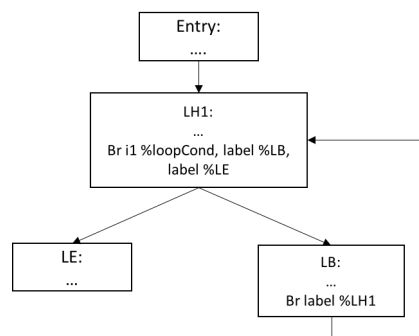 Entry:
....
LH1:
...
Br i1 %loopCond, label %LB,
label %LE
LE:
...
LB:
...
Br label %LH1